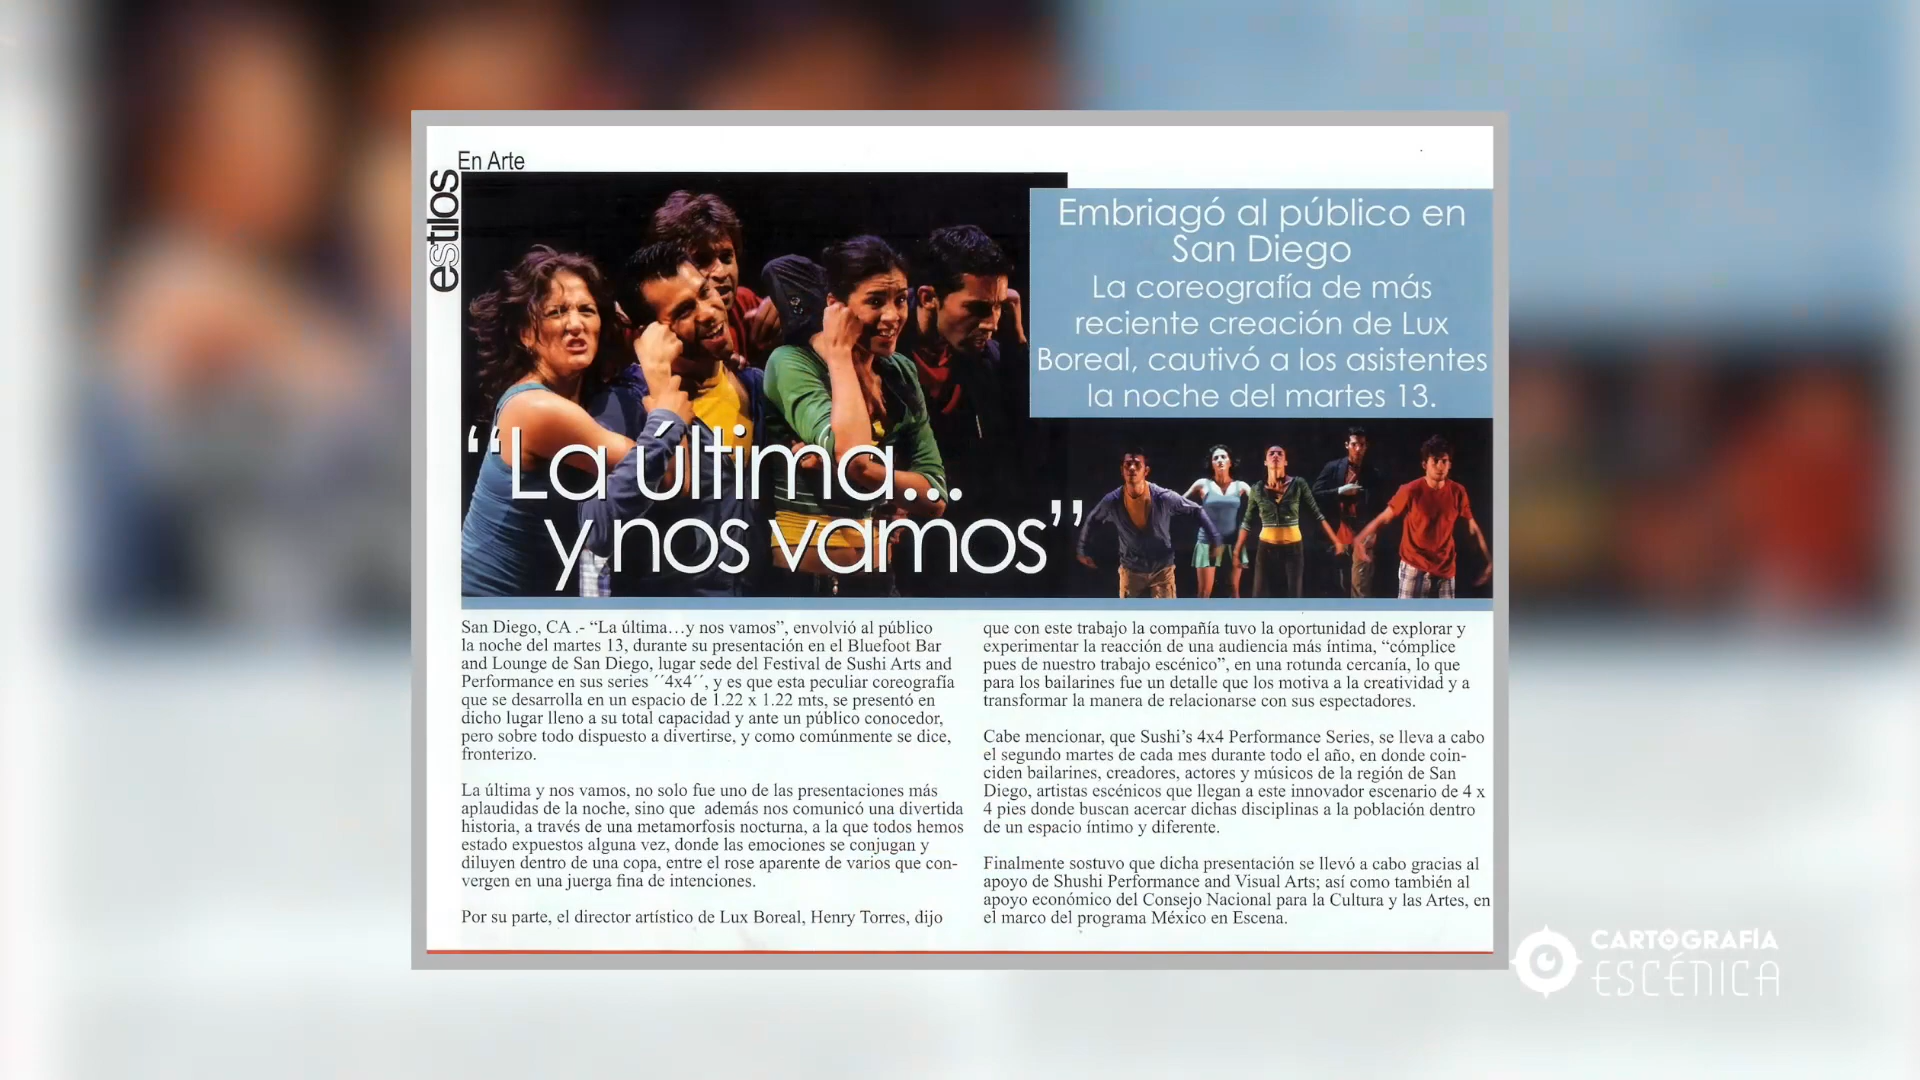 En Arte
estilos
Embriagó al público en
San Diego
La coreografía de más
reciente creación de Lux
Boreal, cautivó a los asistentes
la noche del martes 13.
“La última...
y nos vamos”
San Diego, CA .- “La última…y nos vamos”, envolvió al público
la noche del martes 13, durante su presentación en el Bluefoot Bar
and Lounge de San Diego, lugar sede del Festival de Sushi Arts and
Performance en sus series ´´4x4´´, y es que esta peculiar coreografía
que se desarrolla en un espacio de 1.22 x 1.22 mts, se presentó en
dicho lugar lleno a su total capacidad y ante un público conocedor,
pero sobre todo dispuesto a divertirse, y como comúnmente se dice,
fronterizo.
La última y nos vamos, no solo fue uno de las presentaciones más
aplaudidas de la noche, sino que además nos comunicó una divertida
historia, a través de una metamorfosis nocturna, a la que todos hemos
estado expuestos alguna vez, donde las emociones se conjugan y
diluyen dentro de una copa, entre el rose aparente de varios que con-
vergen en una juerga fina de intenciones.
Por su parte, el director artístico de Lux Boreal, Henry Torres, dijo
que con este trabajo la compañía tuvo la oportunidad de explorar y
experimentar la reacción de una audiencia más íntima, “cómplice
pues de nuestro trabajo escénico”, en una rotunda cercanía, lo que
para los bailarines fue un detalle que los motiva a la creatividad y a
transformar la manera de relacionarse con sus espectadores.
Cabe mencionar, que Sushi’s 4x4 Performance Series, se lleva a cabo
el segundo martes de cada mes durante todo el año, en donde coin-
ciden bailarines, creadores, actores y músicos de la región de San
Diego, artistas escénicos que llegan a este innovador escenario de 4 x
4 pies donde buscan acercar dichas disciplinas a la población dentro
de un espacio íntimo y diferente.
Finalmente sostuvo que dicha presentación se llevó a cabo gracias al
apoyo de Shushi Performance and Visual Arts; así como también al
apoyo económico del Consejo Nacional para la Cultura y las Artes, en
el marco del programa México en Escena.
CARTOGRAFÍA
ESCÉNICA